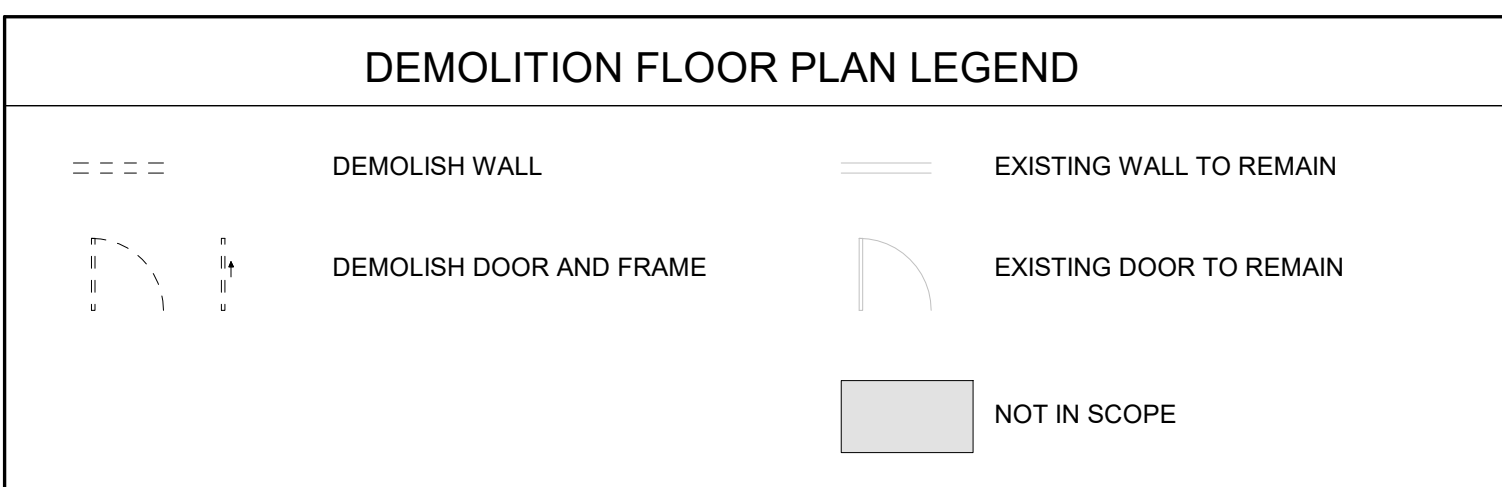 DEMOLITION FLOOR PLAN LEGEND
DEMOLISH WALL
EXISTING WALL TO REMAIN
DEMOLISH DOOR AND FRAME
EXISTING DOOR TO REMAIN
NOT IN SCOPE